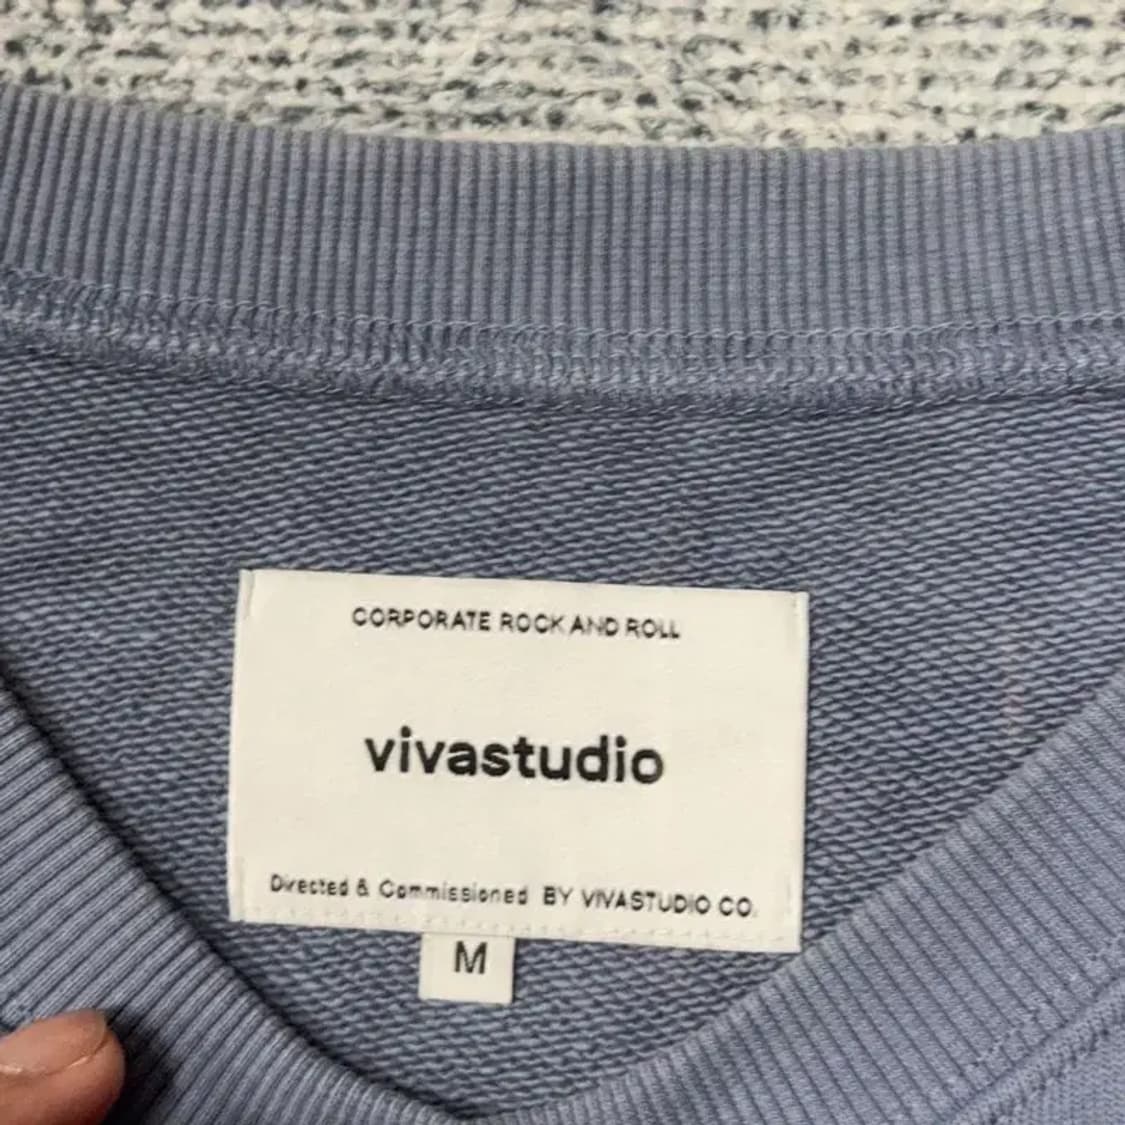 CORPORATE ROCK AND ROLL
vivastudio
Directed & Commissioned BY VIVASTUDIO CO.
M